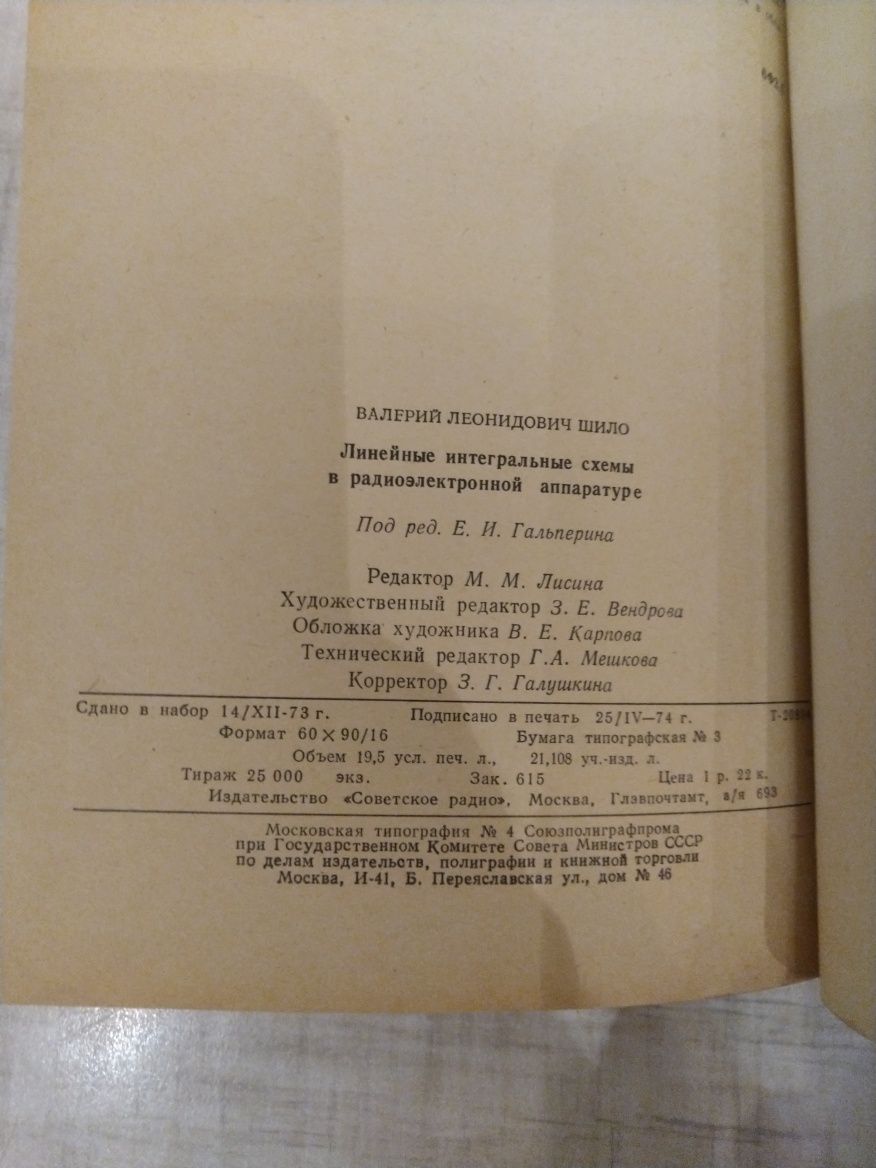 ВАЛЕРИЙ ЛЕОНИДОВИЧ ШИЛО
Линейные интегральные схемы
в радиоэлектронной аппаратуре
Под ред. Е. И. Гальперина
Редактор М. М. Лисина
Художественный редактор З. Е. Вендрова
Обложка художника В. Е. Карпова
Технический редактор Г.А. Мешкова
Корректор З. Г. Галушкина
Сдано в набор 14/XII-73 г. Подписано в печать 25/IV—74 г.
Формат 60×90/16 Бумага типографская № 3
Объем 19,5 усл. печ. л., 21,108 уч.-изд. л.
Тираж 25 000 экз. Зак. 615 Цена 1 р. 22 к.
Издательство «Советское радио», Москва, Главпочтамт, а/я 693
Московская типография № 4 Союзполиграфпрома
при Государственном Комитете Совета Министров СССР
по делам издательств, полиграфии и книжной торговли
Москва, И-41, Б. Переяславская ул., дом № 46